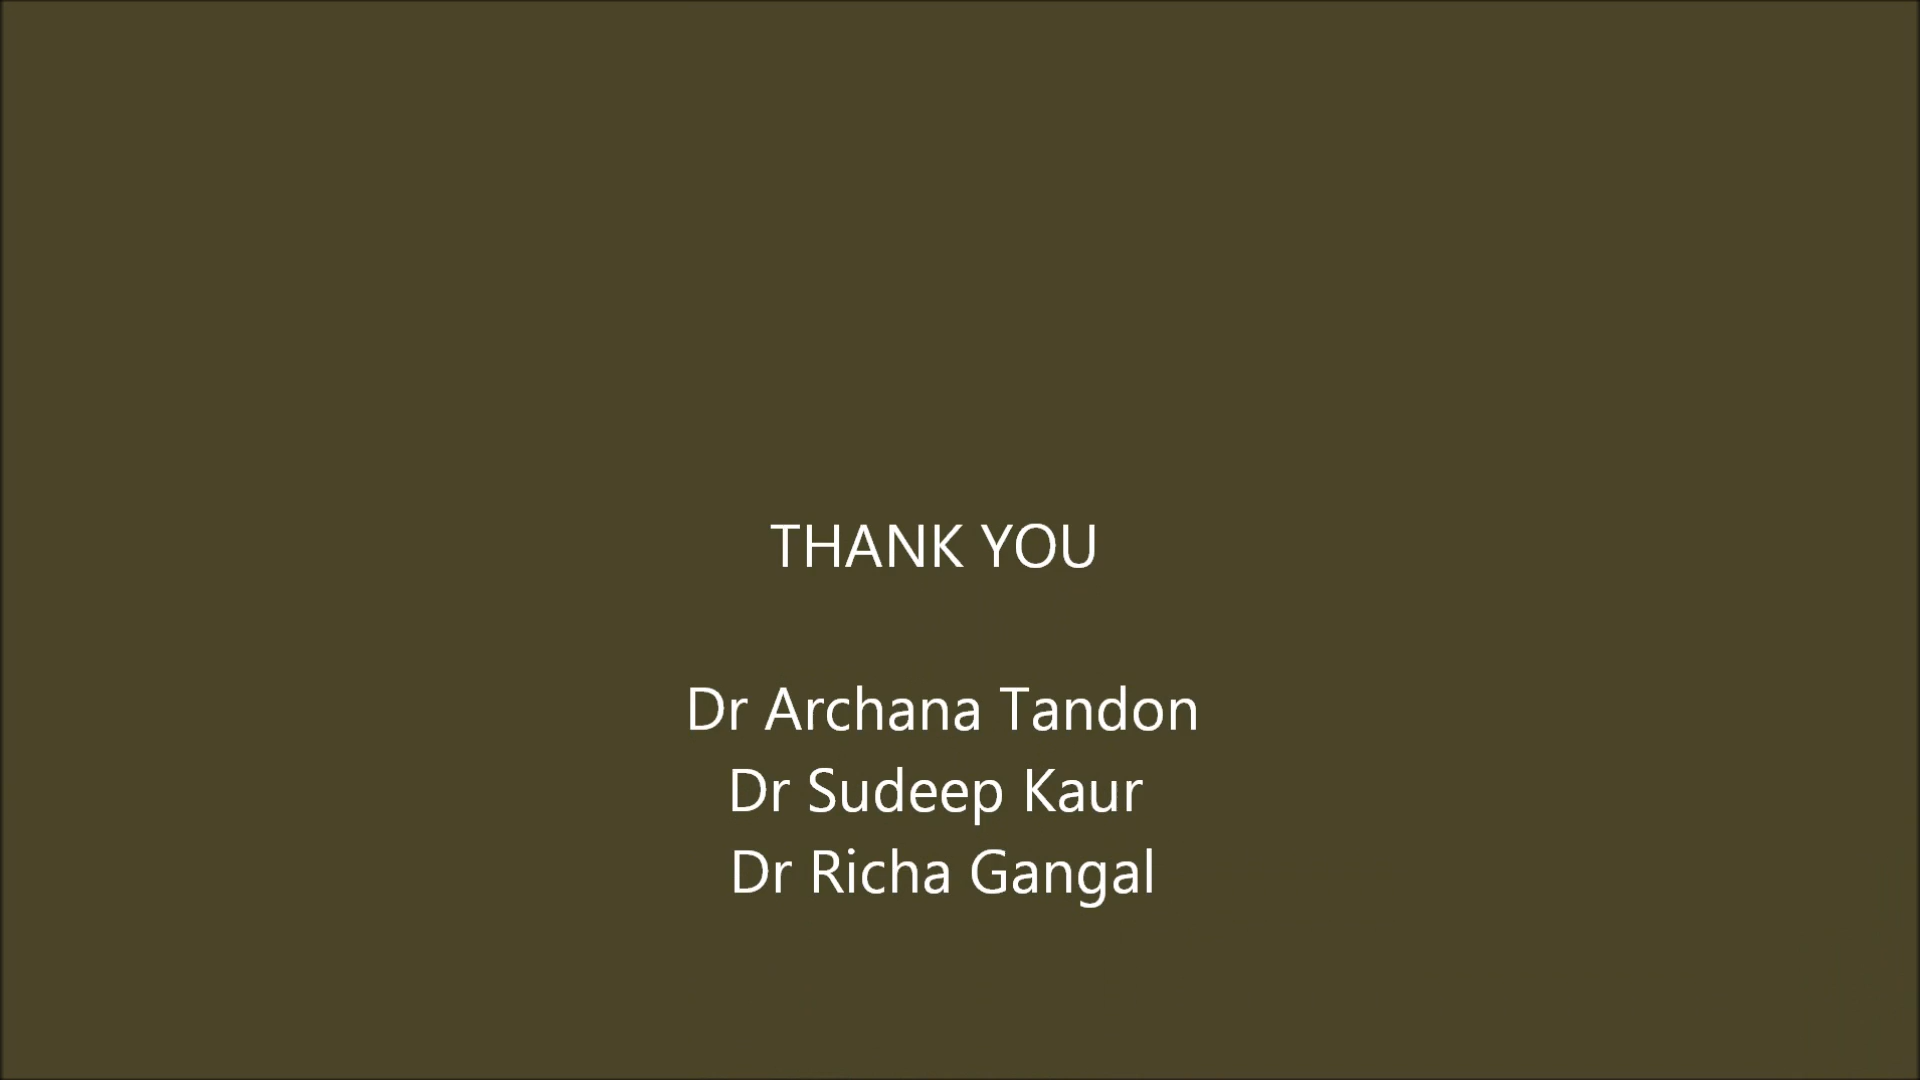 THANK YOU
Dr Archana Tandon
Dr Sudeep Kaur
Dr Richa Gangal